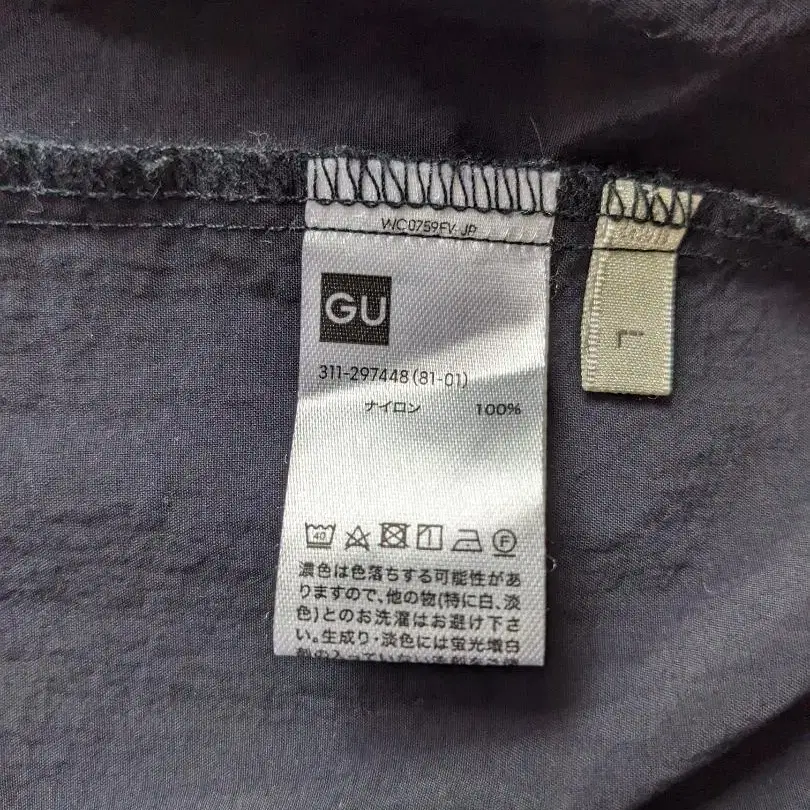 WC0759FV-JP
GU
311-297448(81-01)
ナイロン 100%
L
40
F
濃色は色落ちする可能性があ
りますので、他の物(特に白、淡
色)とのお洗濯はお避け下さ
い。生成り・淡色には蛍光増白